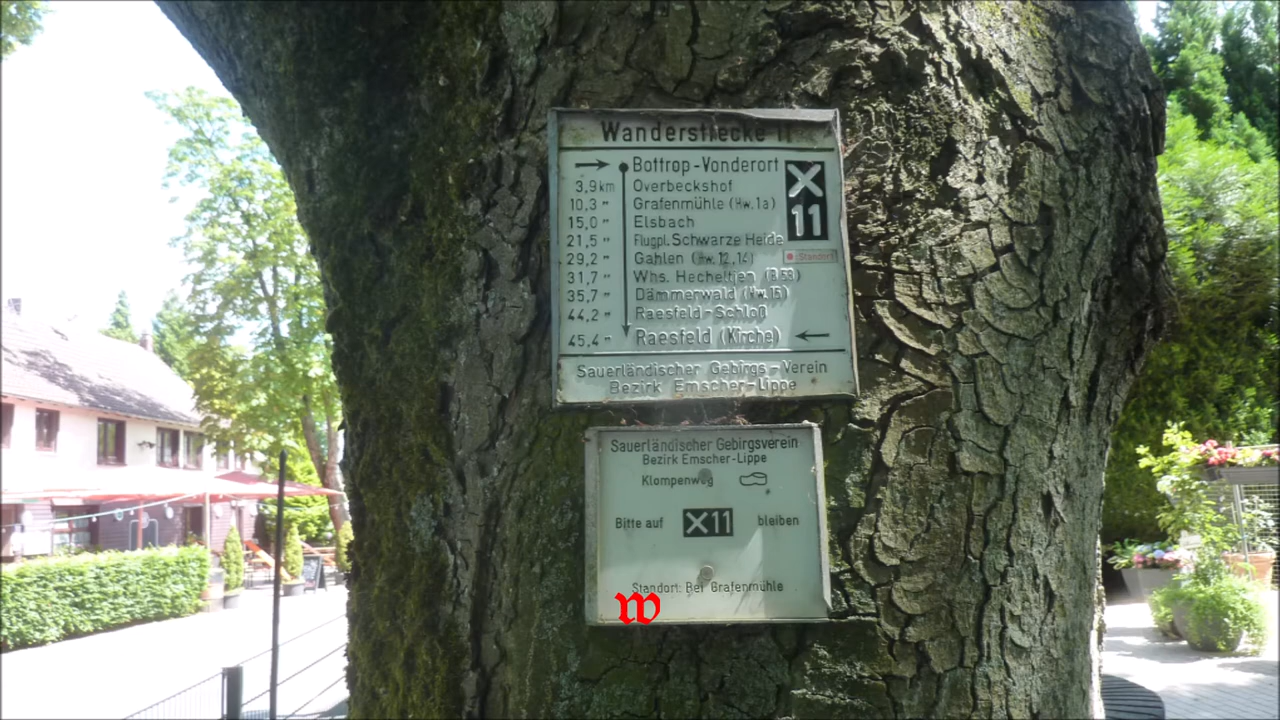 Wanderstrecke II
Bottrop-Vonderort
X
11
3,9km Overbeckshof
10,3 " Grafenmühle (Hw.1a)
15,0 " Elsbach
21,5 " Flugpl. Schwarze Heide
29,2 " Gahlen (Hw.12,14)
Standort
31,7 " Whs. Hecheltjen (B58)
35,7 " Dämmerwald (Hw.15)
44,2 " Raesfeld-Schloß
45,4 " Raesfeld (Kirche)
Sauerländischer Gebirgs-Verein
Bezirk Emscher-Lippe
Sauerländischer Gebirgsverein
Bezirk Emscher-Lippe
Klompenweg
Bitte auf X11 bleiben
Standort: Bei Grafenmühle
W